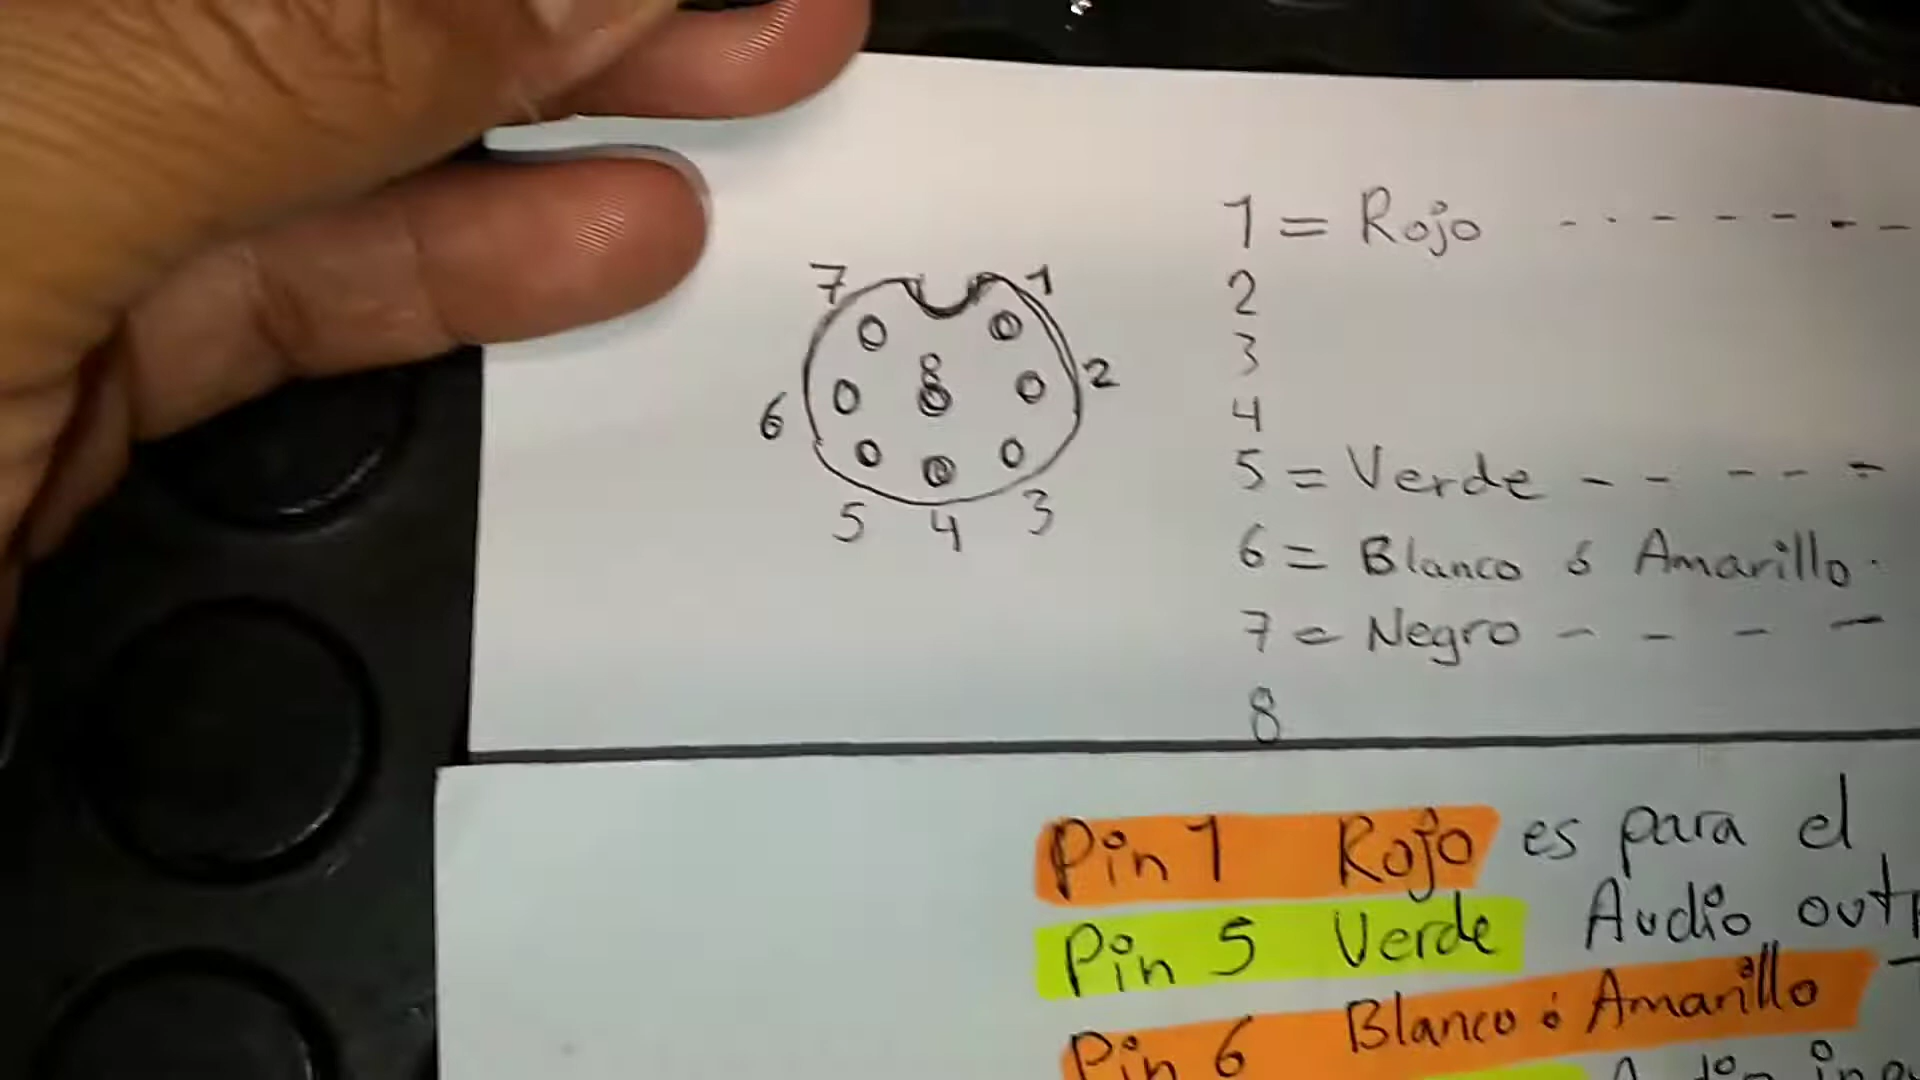 7 1
8
6 2
5 4 3
1 = Rojo - - - - - - -
2
3
4
5 = Verde - - - - -
6 = Blanco ó Amarillo.
7 = Negro - - - -
8
Pin 1 Rojo es para el
Pin 5 Verde Audio
Pin 6 Blanco ó Amarillo